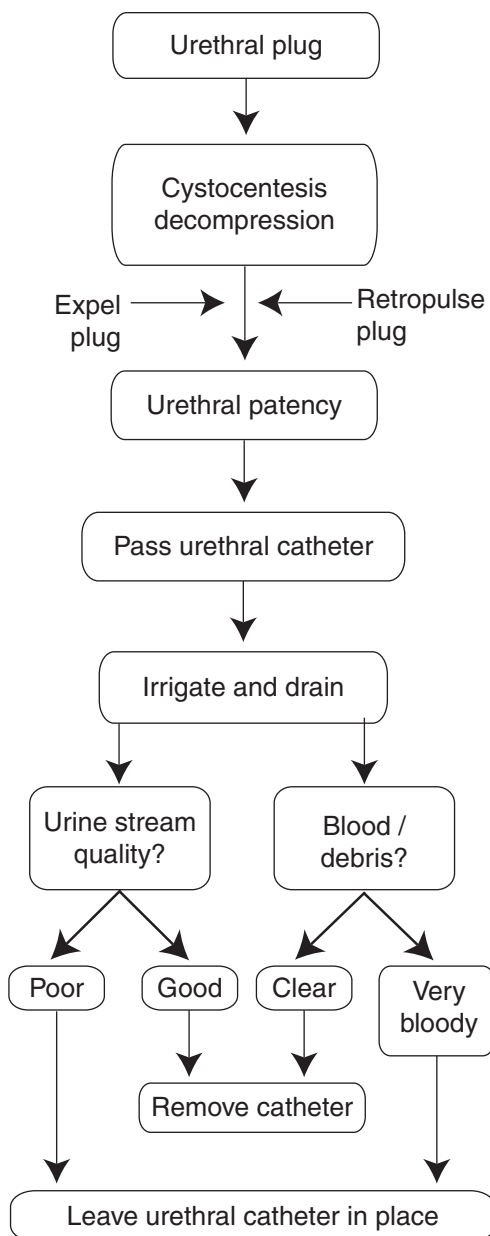 Urethral plug
Cystocentesis
decompression
Expel
plug
Retropulse
plug
Urethral patency
Pass urethral catheter
Irrigate and drain
Urine stream
quality?
Blood /
debris?
Poor
Good
Clear
Very
bloody
Remove catheter
Leave urethral catheter in place